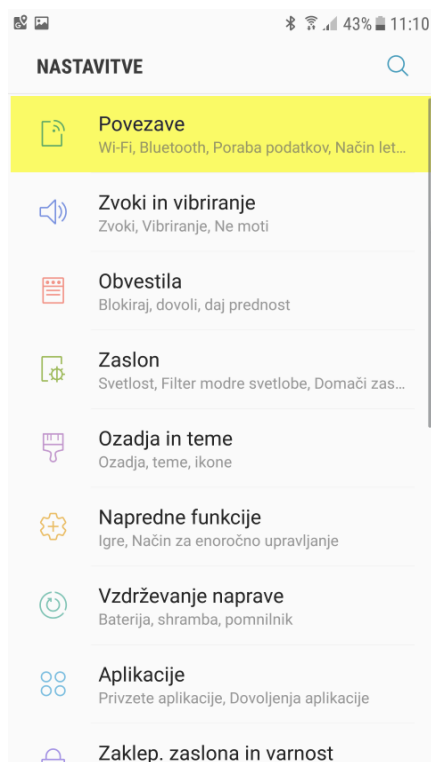 43% 11:10
NASTAVITVE
Povezave
Wi-Fi, Bluetooth, Poraba podatkov, Način let...
Zvoki in vibriranje
Zvoki, Vibriranje, Ne moti
Obvestila
Blokiraj, dovoli, daj prednost
Zaslon
Svetlost, Filter modre svetlobe, Domači zas...
Ozadja in teme
Ozadja, teme, ikone
Napredne funkcije
Igre, Način za enoročno upravljanje
Vzdrževanje naprave
Baterija, shramba, pomnilnik
Aplikacije
Privzete aplikacije, Dovoljenja aplikacije
Zaklep. zaslona in varnost